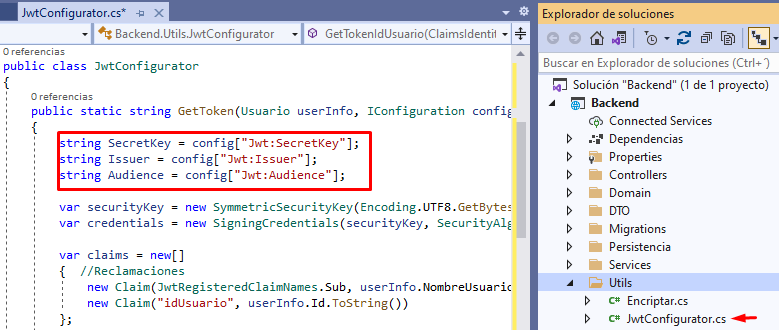 JwtConfigurator.cs*
Backend.Utils.JwtConfigurator
GetTokenIdUsuario(ClaimsIdentit
0 referencias
public class JwtConfigurator
{
0 referencias
public static string GetToken(Usuario userInfo, IConfiguration config
{
string SecretKey = config["Jwt:SecretKey"];
string Issuer = config["Jwt:Issuer"];
string Audience = config["Jwt:Audience"];
var securityKey = new SymmetricSecurityKey(Encoding.UTF8.GetBytes
var credentials = new SigningCredentials(securityKey, SecurityAlg
var claims = new[]
{ //Reclamaciones
new Claim(JwtRegisteredClaimNames.Sub, userInfo.NombreUsuario
new Claim("idUsuario", userInfo.Id.ToString())
};
Explorador de soluciones
Buscar en Explorador de soluciones (Ctrl+´)
Solución "Backend" (1 de 1 proyecto)
Backend
Connected Services
Dependencias
Properties
Controllers
Domain
DTO
Migrations
Persistencia
Services
Utils
C# Encriptar.cs
C# JwtConfigurator.cs